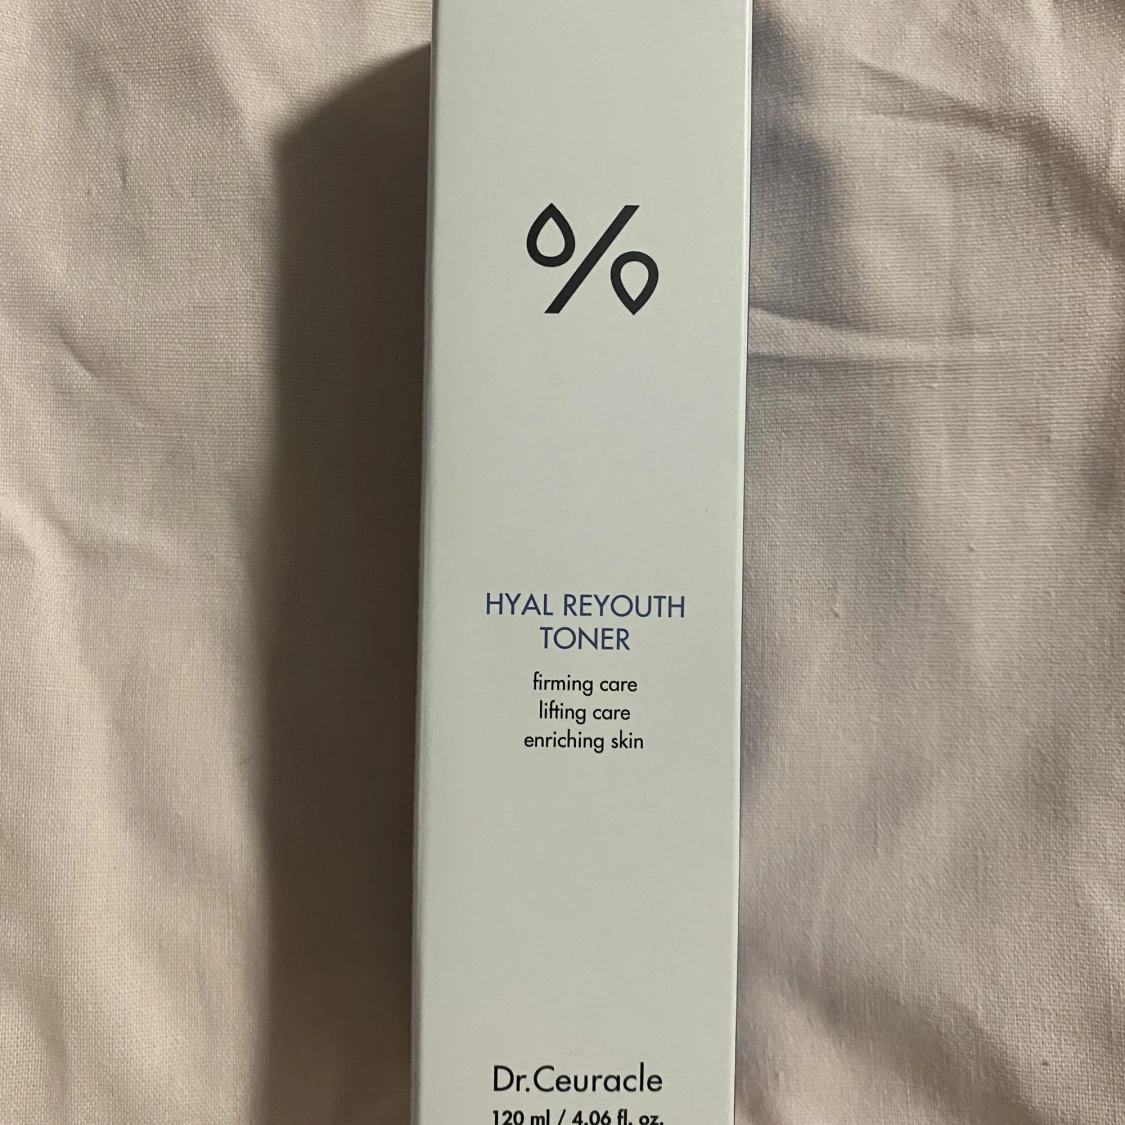 %
HYAL REYOUTH
TONER
firming care
lifting care
enriching skin
Dr.Ceuracle
120 ml / 4.06 fl. oz.